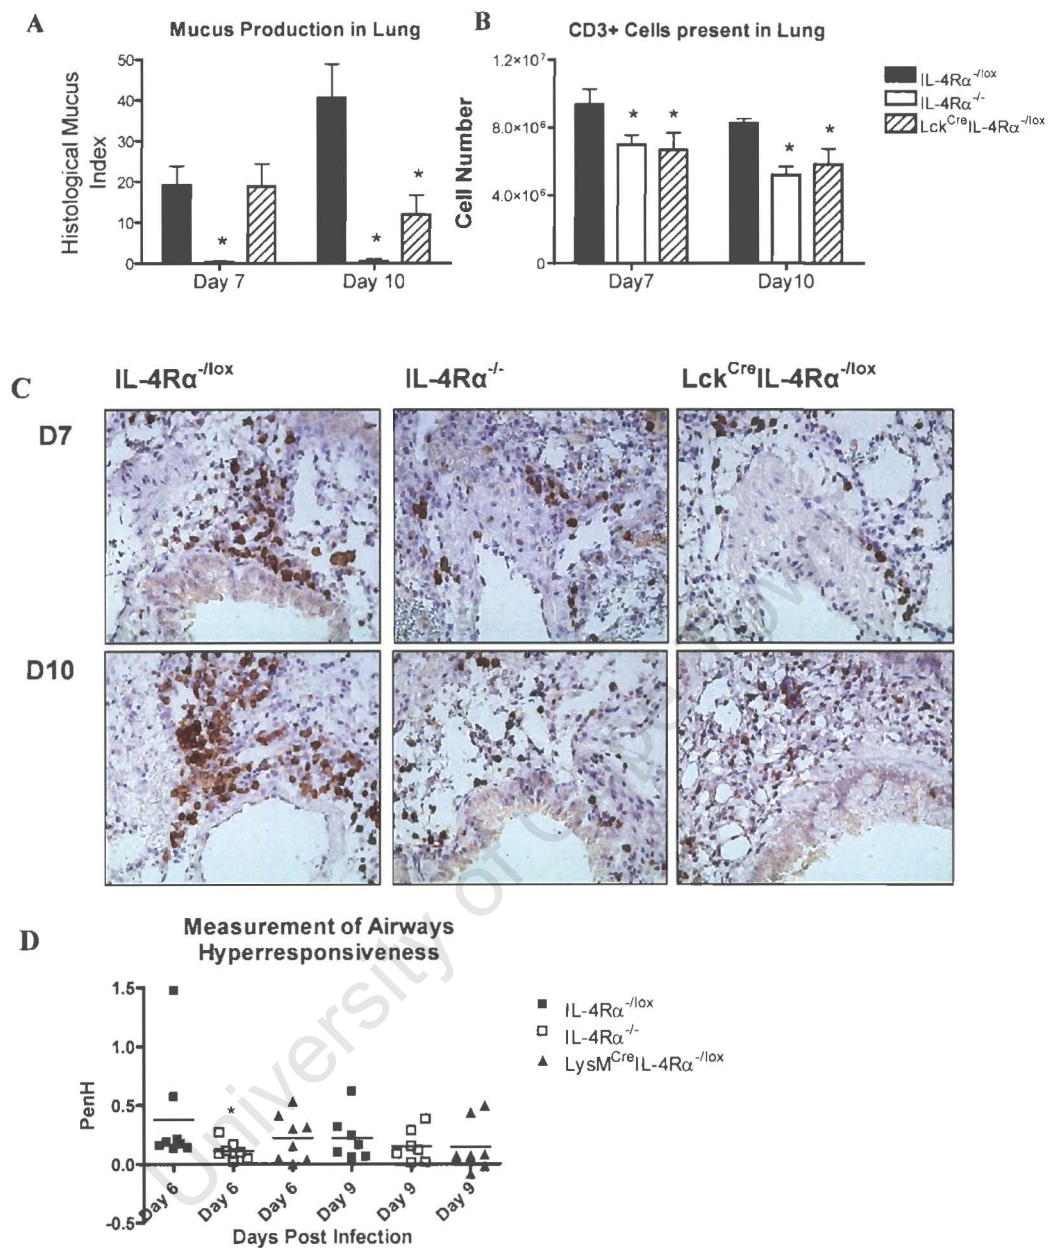 A
Mucus Production in Lung
Histological Mucus
Index
50
40
30
20
10
0
Day 7
Day 10
*
*
*
B
CD3+ Cells present in Lung
Cell Number
1.2×10⁷
8.0×10⁶
4.0×10⁶
0
Day7
Day10
*
*
*
*
IL-4Rα-/lox
IL-4Rα-/-
LckCreIL-4Rα-/lox
C
IL-4Rα-/lox
IL-4Rα-/-
LckCreIL-4Rα-/lox
D7
D10
D
Measurement of Airways
Hyperresponsiveness
PenH
1.5
1.0
0.5
0.0
-0.5
*
Day 6
Day 6
Day 6
Day 9
Day 9
Day 9
Days Post Infection
IL-4Rα-/lox
IL-4Rα-/-
LysMCreIL-4Rα-/lox
University of Cape Town